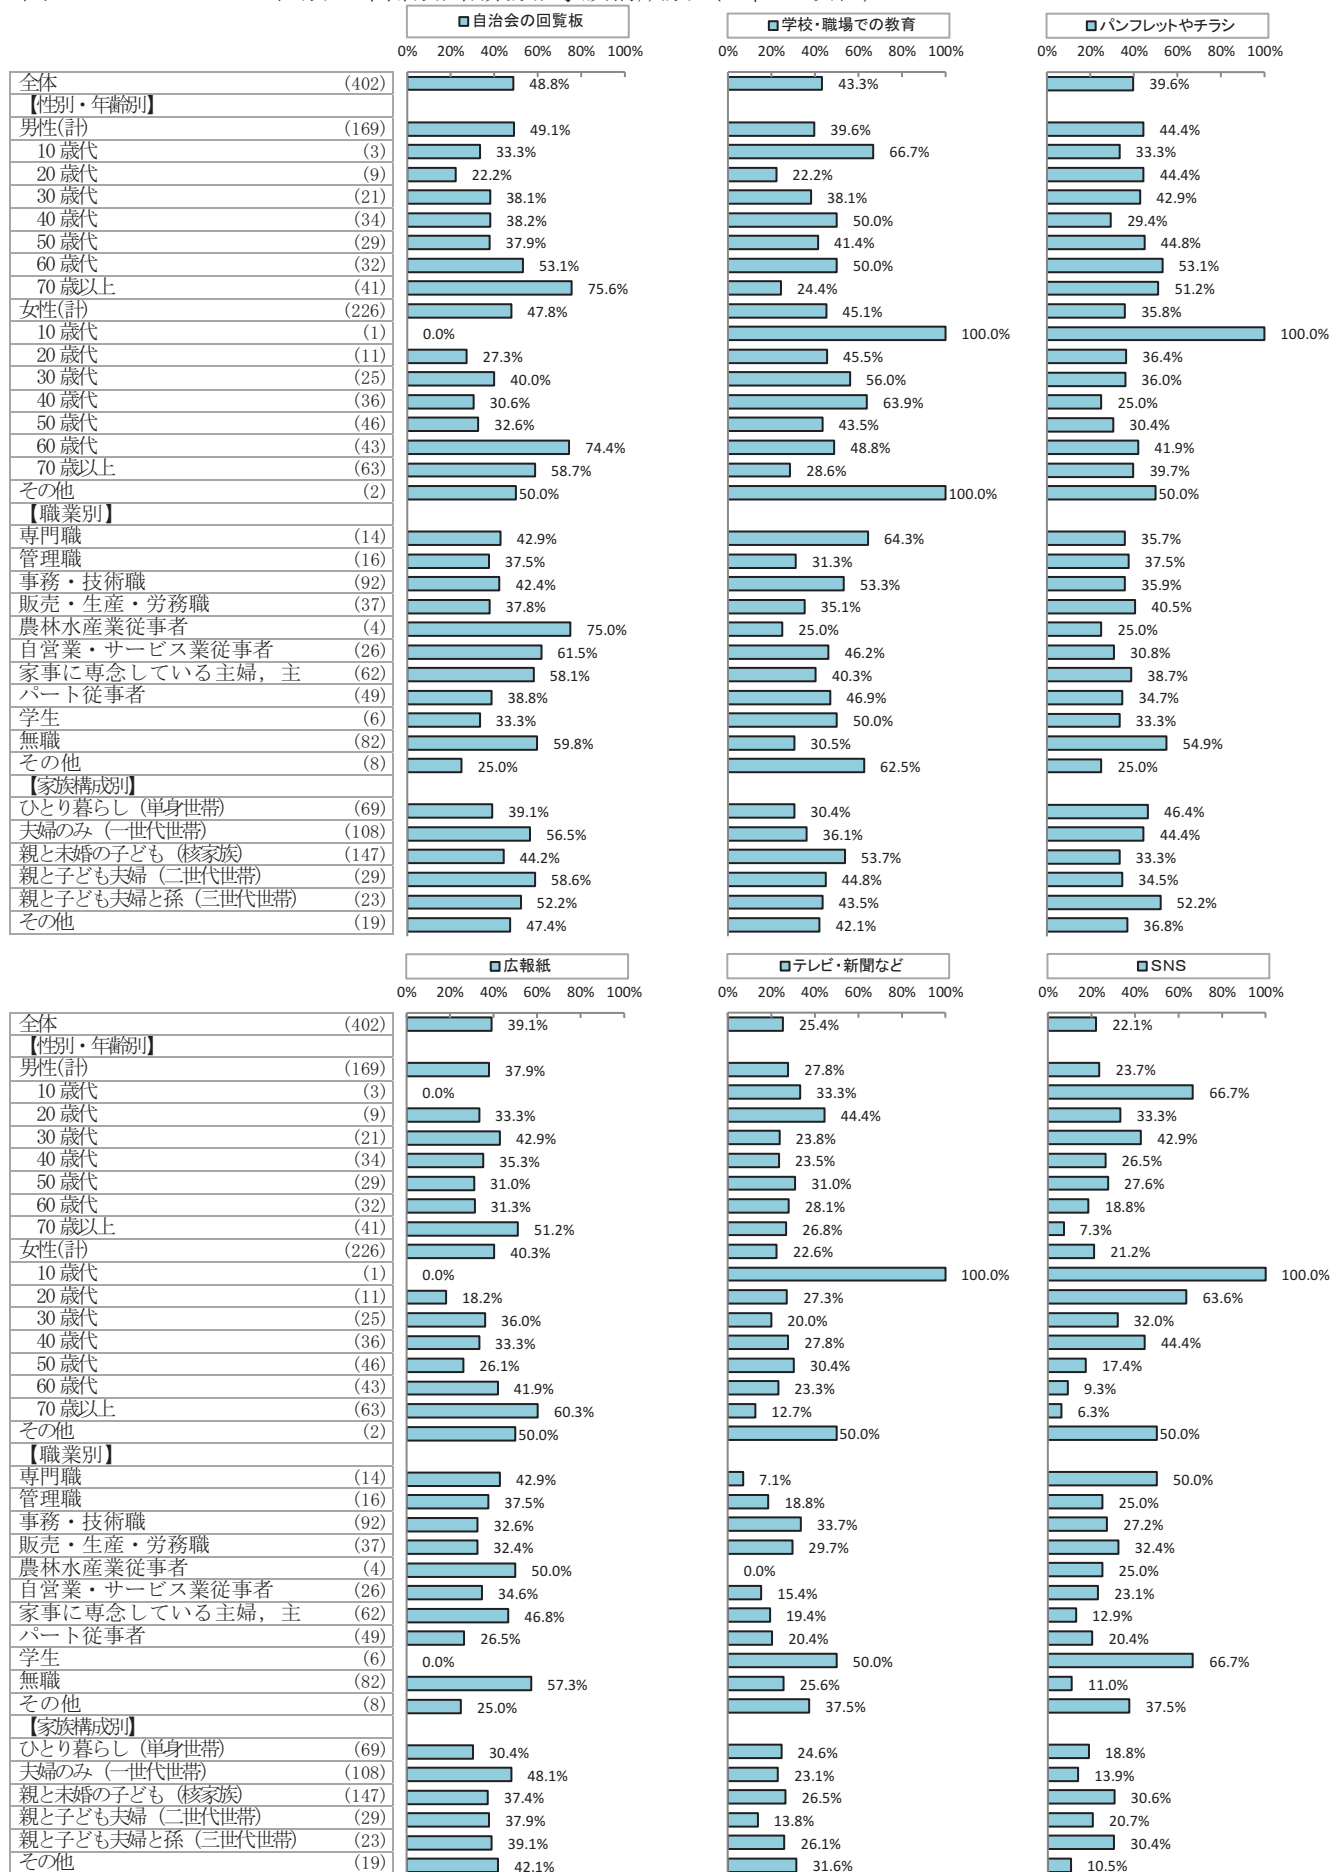 自治会の回覧板 学校・職場での教育 パンフレットやチラシ
0% 20% 40% 60% 80% 100% 0% 20% 40% 60% 80% 100% 0% 20% 40% 60% 80% 100%
全体 (402) 48.8% 43.3% 39.6%
【性別・年齢別】
男性(計) (169) 49.1% 39.6% 44.4%
10歳代 (3) 33.3% 66.7% 33.3%
20歳代 (9) 22.2% 22.2% 44.4%
30歳代 (21) 38.1% 38.1% 42.9%
40歳代 (34) 38.2% 50.0% 29.4%
50歳代 (29) 37.9% 41.4% 44.8%
60歳代 (32) 53.1% 50.0% 53.1%
70歳以上 (41) 75.6% 24.4% 51.2%
女性(計) (226) 47.8% 45.1% 35.8%
10歳代 (1) 0.0% 100.0% 100.0%
20歳代 (11) 27.3% 45.5% 36.4%
30歳代 (25) 40.0% 56.0% 36.0%
40歳代 (36) 30.6% 63.9% 25.0%
50歳代 (46) 32.6% 43.5% 30.4%
60歳代 (43) 74.4% 48.8% 41.9%
70歳以上 (63) 58.7% 28.6% 39.7%
その他 (2) 50.0% 100.0% 50.0%
【職業別】
専門職 (14) 42.9% 64.3% 35.7%
管理職 (16) 37.5% 31.3% 37.5%
事務・技術職 (92) 42.4% 53.3% 35.9%
販売・生産・労務職 (37) 37.8% 35.1% 40.5%
農林水産業従事者 (4) 75.0% 25.0% 25.0%
自営業・サービス業従事者 (26) 61.5% 46.2% 30.8%
家事に専念している主婦，主 (62) 58.1% 40.3% 38.7%
パート従事者 (49) 38.8% 46.9% 34.7%
学生 (6) 33.3% 50.0% 33.3%
無職 (82) 59.8% 30.5% 54.9%
その他 (8) 25.0% 62.5% 25.0%
【家族構成別】
ひとり暮らし（単身世帯） (69) 39.1% 30.4% 46.4%
夫婦のみ（一世代世帯） (108) 56.5% 36.1% 44.4%
親と未婚の子ども（核家族） (147) 44.2% 53.7% 33.3%
親と子ども夫婦（二世代世帯） (29) 58.6% 44.8% 34.5%
親と子ども夫婦と孫（三世代世帯） (23) 52.2% 43.5% 52.2%
その他 (19) 47.4% 42.1% 36.8%
広報紙 テレビ・新聞など SNS
0% 20% 40% 60% 80% 100% 0% 20% 40% 60% 80% 100% 0% 20% 40% 60% 80% 100%
全体 (402) 39.1% 25.4% 22.1%
【性別・年齢別】
男性(計) (169) 37.9% 27.8% 23.7%
10歳代 (3) 0.0% 33.3% 66.7%
20歳代 (9) 33.3% 44.4% 33.3%
30歳代 (21) 42.9% 23.8% 42.9%
40歳代 (34) 35.3% 23.5% 26.5%
50歳代 (29) 31.0% 31.0% 27.6%
60歳代 (32) 31.3% 28.1% 18.8%
70歳以上 (41) 51.2% 26.8% 7.3%
女性(計) (226) 40.3% 22.6% 21.2%
10歳代 (1) 0.0% 100.0% 100.0%
20歳代 (11) 18.2% 27.3% 63.6%
30歳代 (25) 36.0% 20.0% 32.0%
40歳代 (36) 33.3% 27.8% 44.4%
50歳代 (46) 26.1% 30.4% 17.4%
60歳代 (43) 41.9% 23.3% 9.3%
70歳以上 (63) 60.3% 12.7% 6.3%
その他 (2) 50.0% 50.0% 50.0%
【職業別】
専門職 (14) 42.9% 7.1% 50.0%
管理職 (16) 37.5% 18.8% 25.0%
事務・技術職 (92) 32.6% 33.7% 27.2%
販売・生産・労務職 (37) 32.4% 29.7% 32.4%
農林水産業従事者 (4) 50.0% 0.0% 25.0%
自営業・サービス業従事者 (26) 34.6% 15.4% 23.1%
家事に専念している主婦，主 (62) 46.8% 19.4% 12.9%
パート従事者 (49) 26.5% 20.4% 20.4%
学生 (6) 0.0% 50.0% 66.7%
無職 (82) 57.3% 25.6% 11.0%
その他 (8) 25.0% 37.5% 37.5%
【家族構成別】
ひとり暮らし（単身世帯） (69) 30.4% 24.6% 18.8%
夫婦のみ（一世代世帯） (108) 48.1% 23.1% 13.9%
親と未婚の子ども（核家族） (147) 37.4% 26.5% 30.6%
親と子ども夫婦（二世代世帯） (29) 37.9% 13.8% 20.7%
親と子ども夫婦と孫（三世代世帯） (23) 39.1% 26.1% 30.4%
その他 (19) 42.1% 31.6% 10.5%